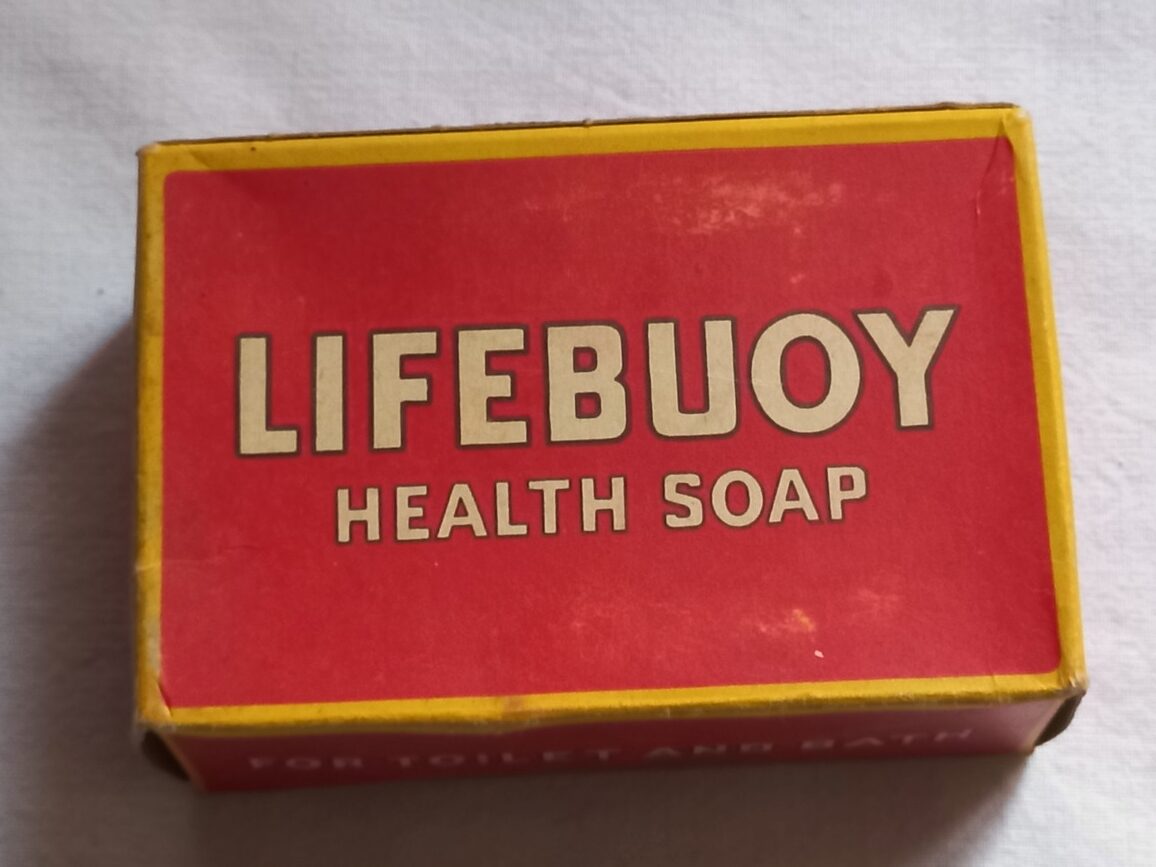 LIFEBUOY
HEALTH SOAP
FOR TOILET AND BATH